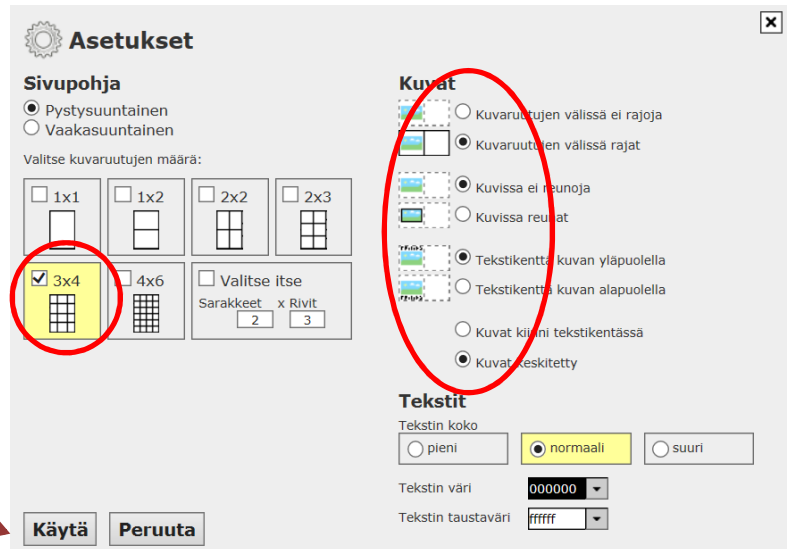 Asetukset
Sivupohja
Pystysuuntainen
Vaakasuuntainen
Valitse kuvaruutujen määrä:
1x1
1x2
2x2
2x3
3x4
4x6
Valitse itse
Sarakkeet x Rivit
2 3
Käytä
Peruuta
Kuvat
Kuvaruutujen välissä ei rajoja
Kuvaruutujen välissä rajat
Kuvissa ei reunoja
Kuvissa reunat
Tekstikenttä kuvan yläpuolella
Tekstikenttä kuvan alapuolella
Kuvat kiinni tekstikentässä
Kuvat keskitetty
Tekstit
Tekstin koko
pieni
normaali
suuri
Tekstin väri 000000
Tekstin taustaväri ffffff